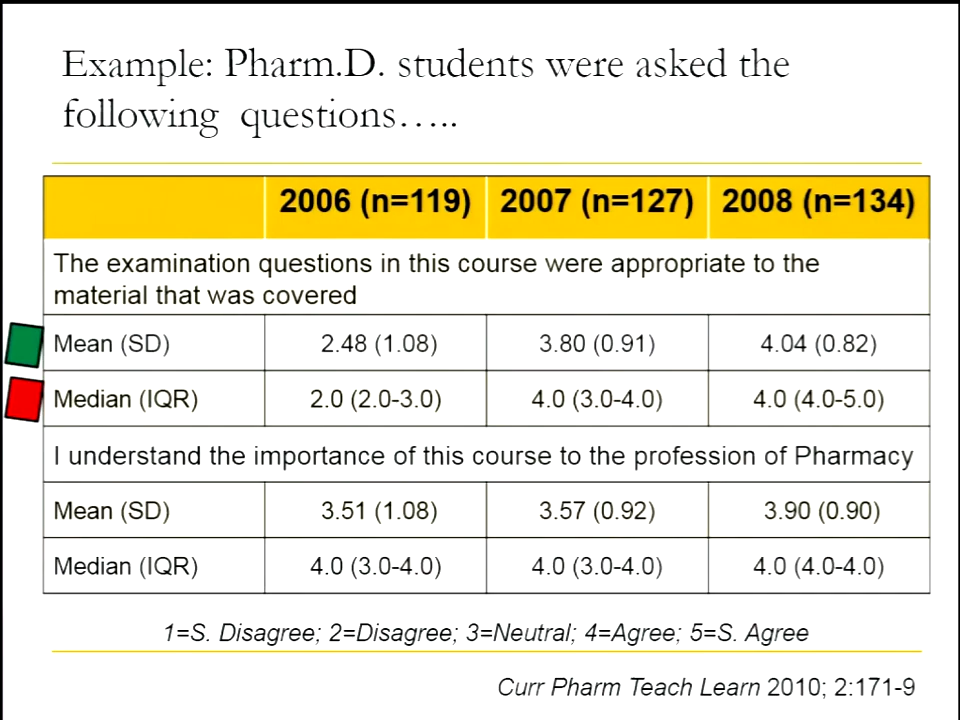 Example: Pharm.D. students were asked the
following questions…..
2006 (n=119) 2007 (n=127) 2008 (n=134)
The examination questions in this course were appropriate to the
material that was covered
Mean (SD) 2.48 (1.08) 3.80 (0.91) 4.04 (0.82)
Median (IQR) 2.0 (2.0-3.0) 4.0 (3.0-4.0) 4.0 (4.0-5.0)
I understand the importance of this course to the profession of Pharmacy
Mean (SD) 3.51 (1.08) 3.57 (0.92) 3.90 (0.90)
Median (IQR) 4.0 (3.0-4.0) 4.0 (3.0-4.0) 4.0 (4.0-4.0)
1=S. Disagree; 2=Disagree; 3=Neutral; 4=Agree; 5=S. Agree
Curr Pharm Teach Learn 2010; 2:171-9